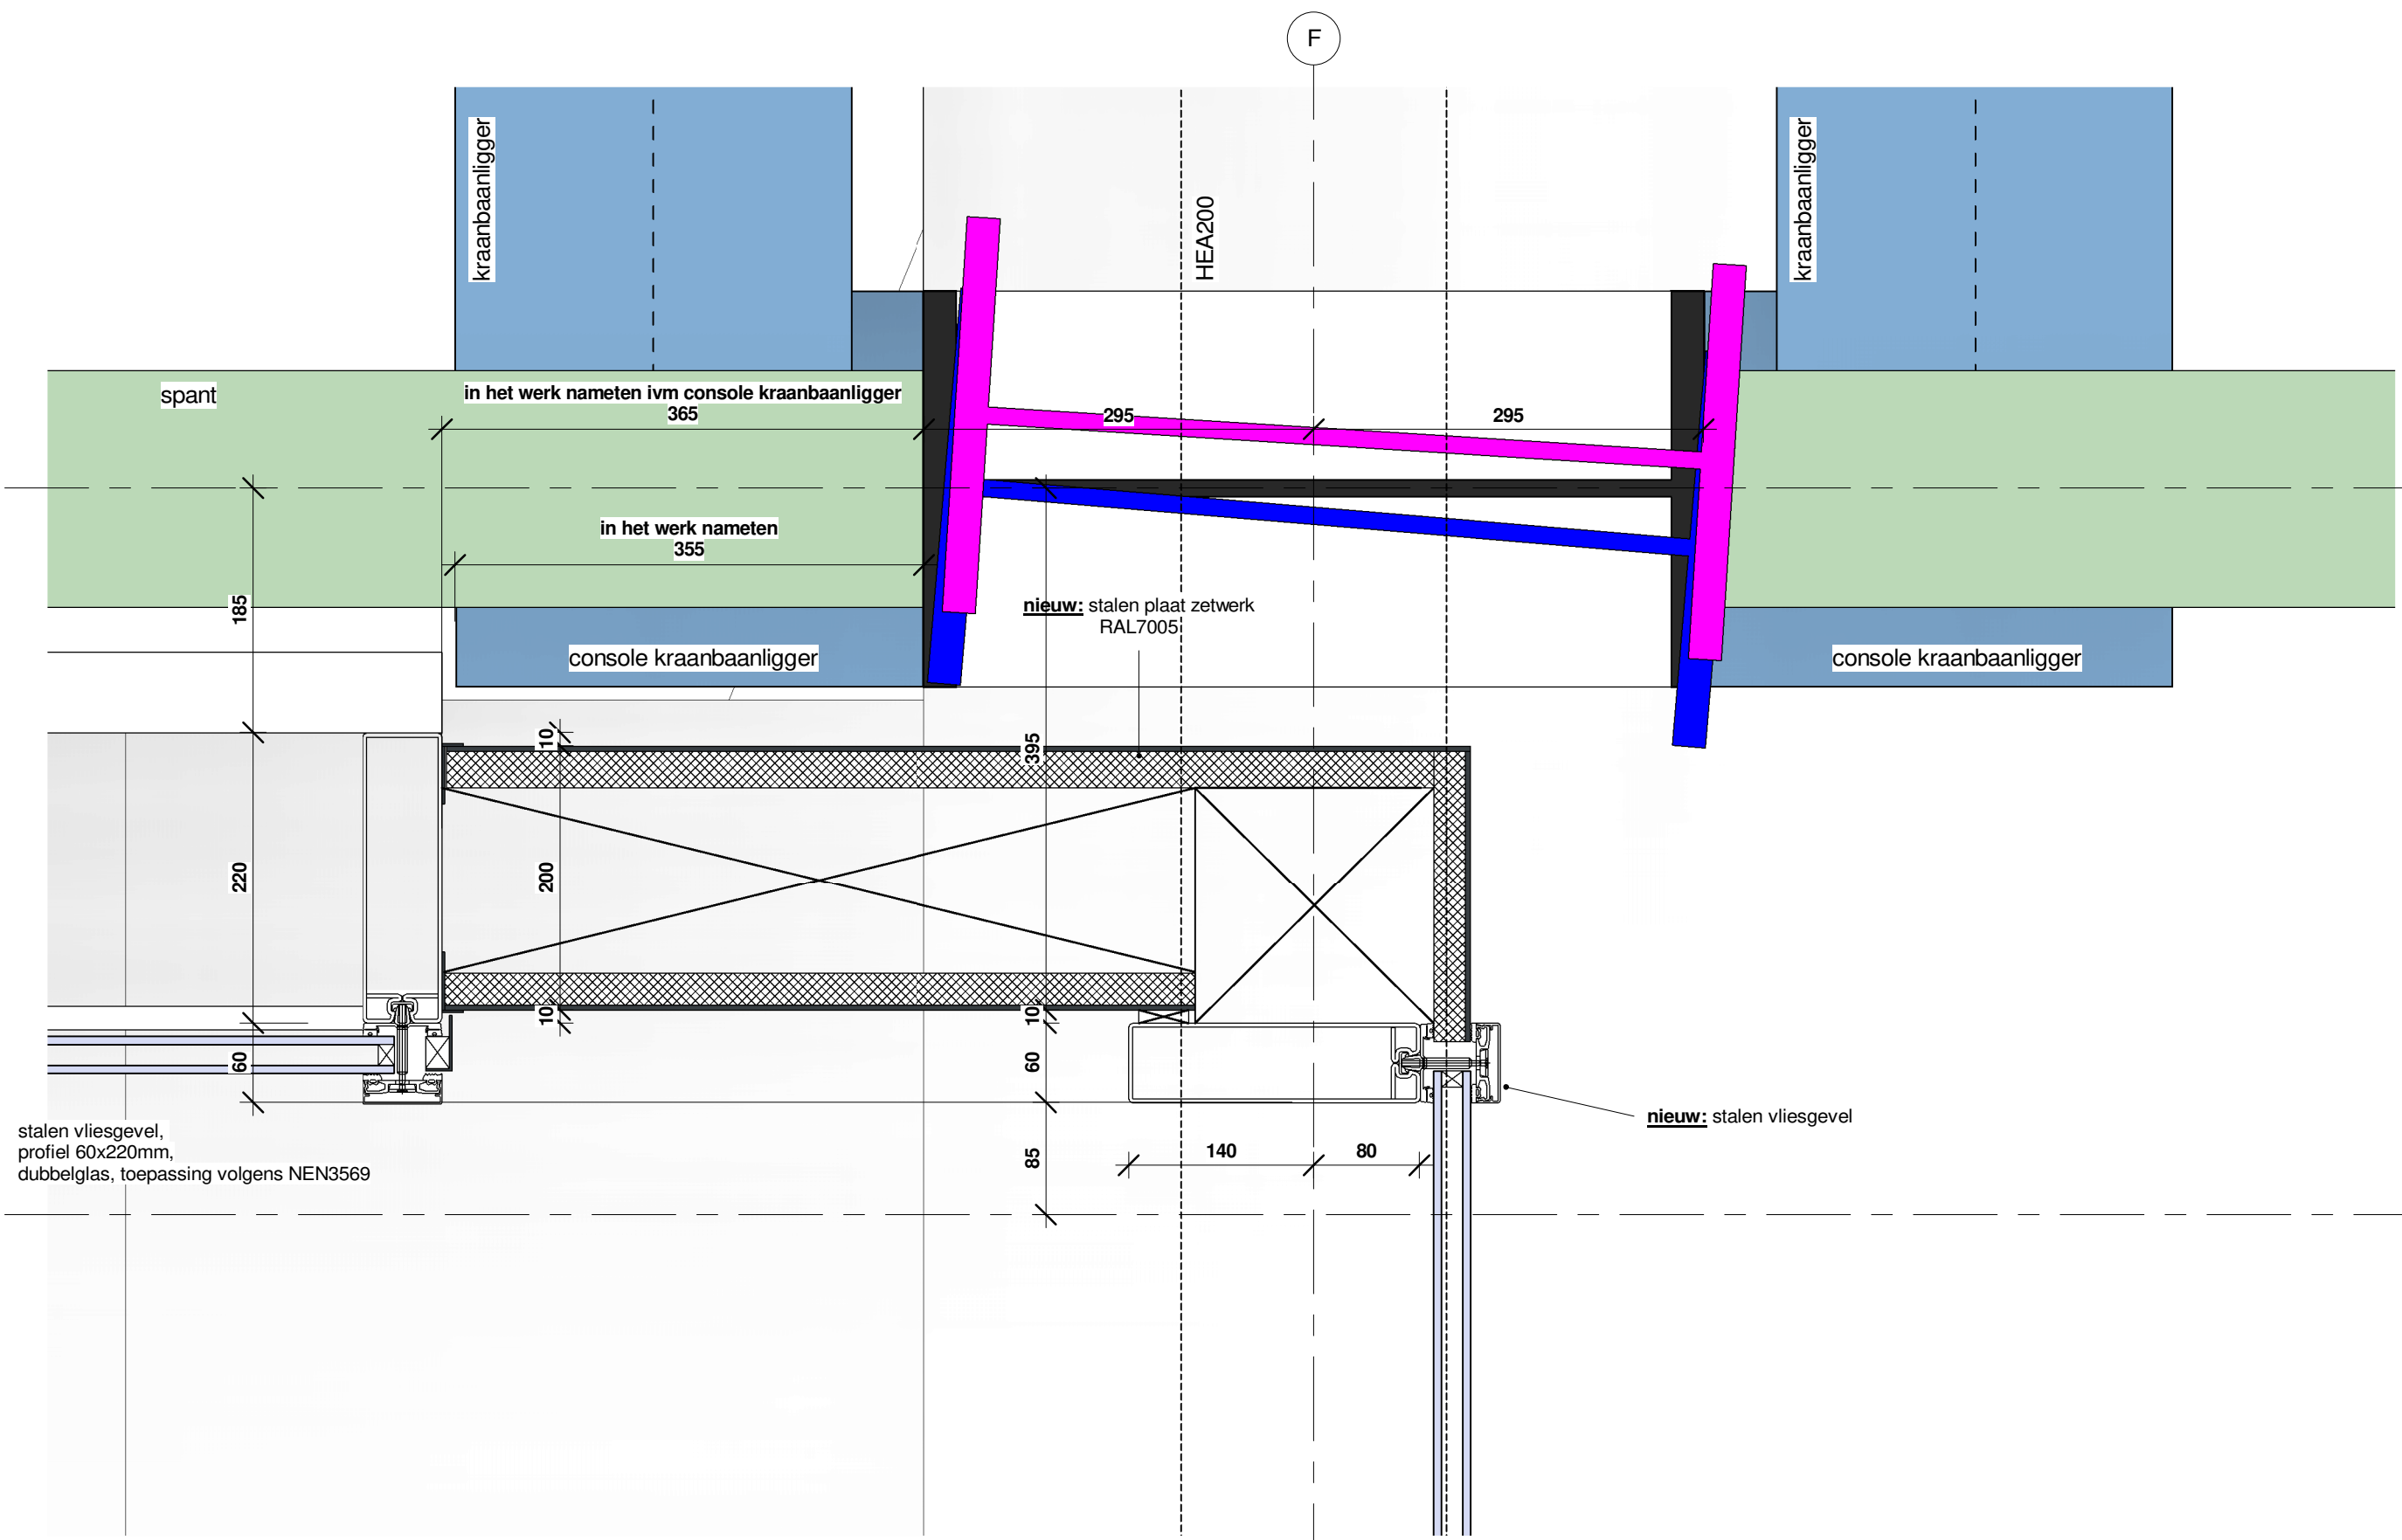 F
kraanbaanligger
kraanbaanligger
HEA200
spant
in het werk nameten ivm console kraanbaanligger
365
295
295
in het werk nameten
355
185
nieuw: stalen plaat zetwerk
RAL7005
console kraanbaanligger
console kraanbaanligger
10
395
220
200
10
10
60
60
nieuw: stalen vliesgevel
stalen vliesgevel,
profiel 60x220mm,
dubbelglas, toepassing volgens NEN3569
85
140
80